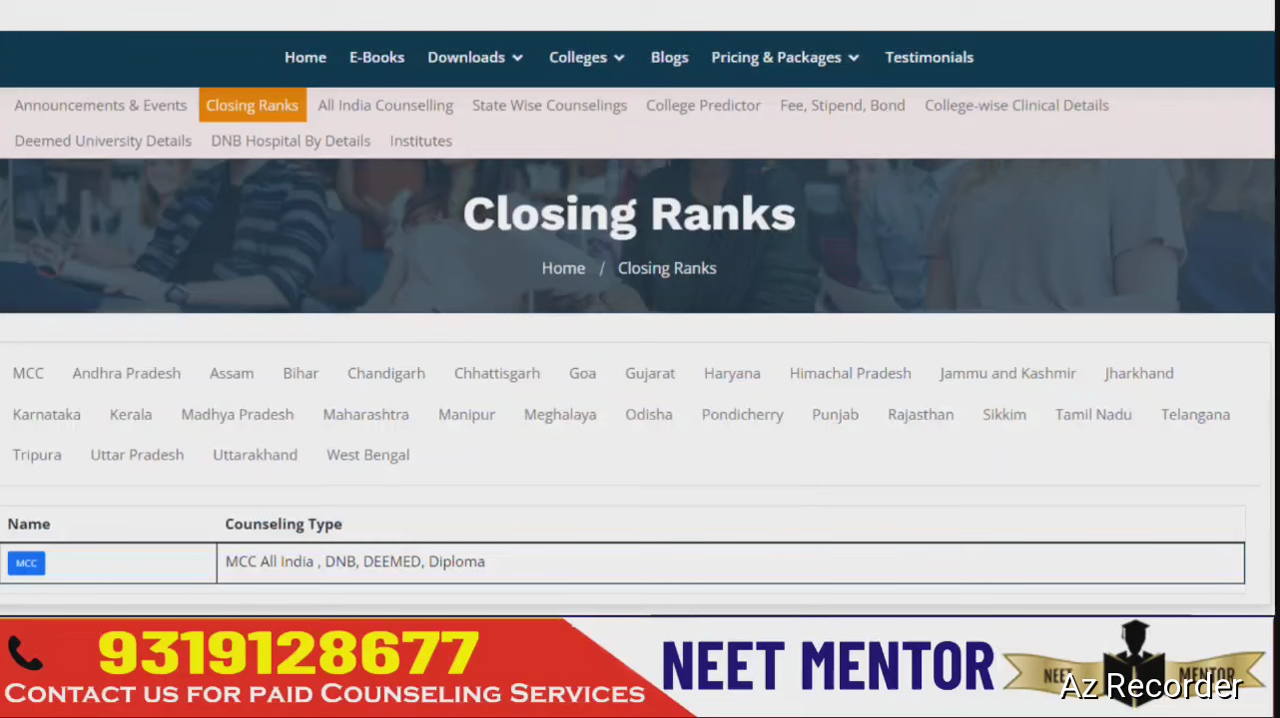 Home E-Books Downloads Colleges Blogs Pricing & Packages Testimonials
Announcements & Events Closing Ranks All India Counselling State Wise Counselings College Predictor Fee, Stipend, Bond College-wise Clinical Details
Deemed University Details DNB Hospital By Details Institutes
Closing Ranks
Home / Closing Ranks
MCC Andhra Pradesh Assam Bihar Chandigarh Chhattisgarh Goa Gujarat Haryana Himachal Pradesh Jammu and Kashmir Jharkhand
Karnataka Kerala Madhya Pradesh Maharashtra Manipur Meghalaya Odisha Pondicherry Punjab Rajasthan Sikkim Tamil Nadu Telangana
Tripura Uttar Pradesh Uttarakhand West Bengal
Name Counseling Type
MCC MCC All India , DNB, DEEMED, Diploma
9319128677
Contact us for paid Counseling Services
NEET MENTOR
NEET MENTOR
Az Recorder